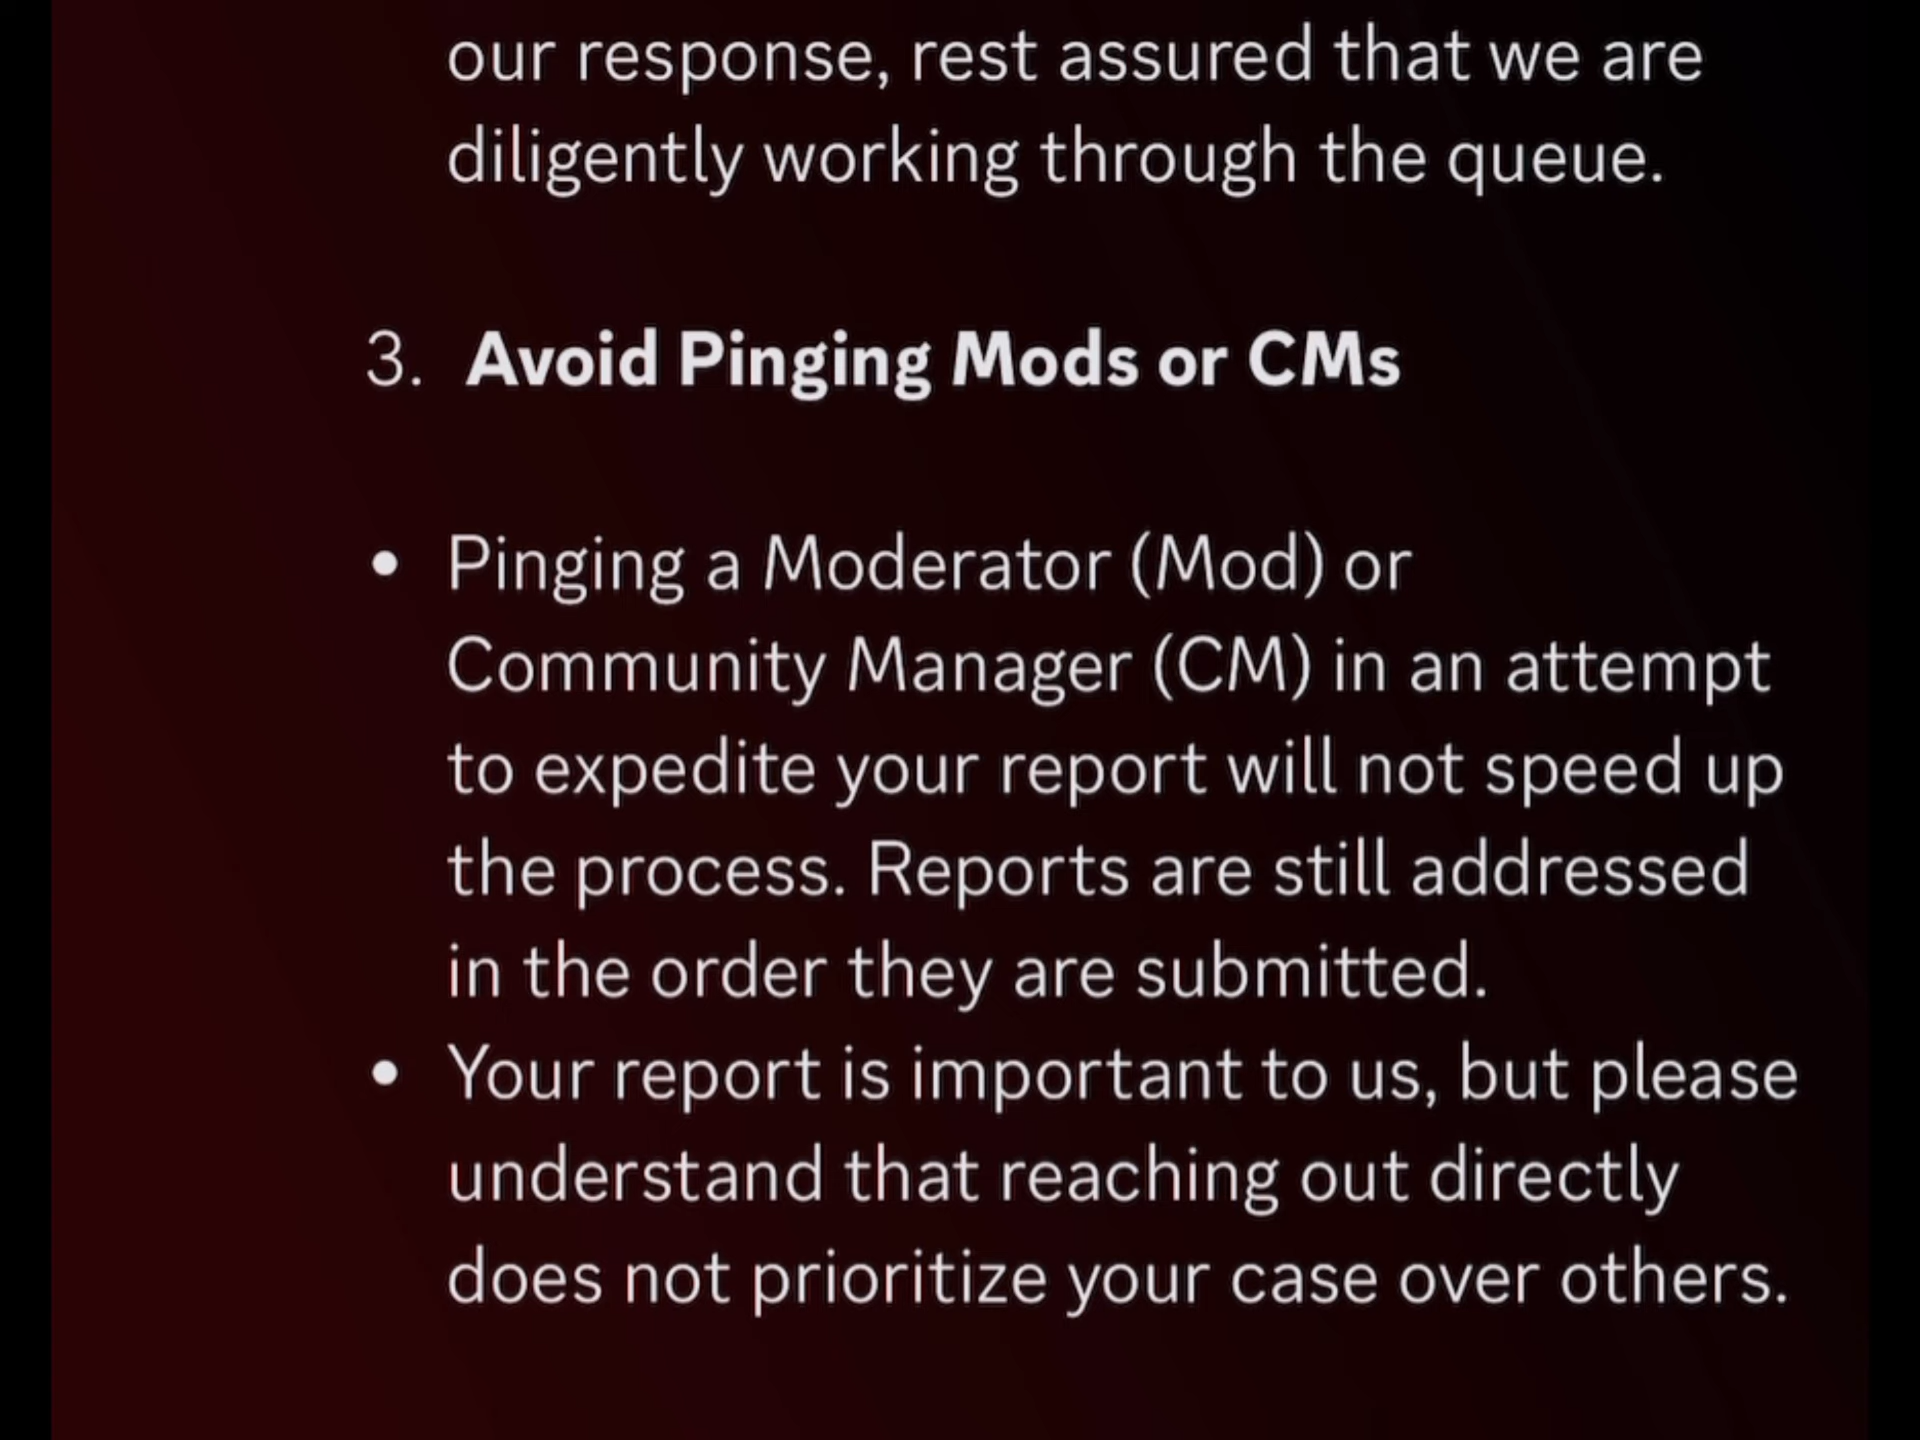 our response, rest assured that we are
diligently working through the queue.
3. Avoid Pinging Mods or CMs
• Pinging a Moderator (Mod) or
Community Manager (CM) in an attempt
to expedite your report will not speed up
the process. Reports are still addressed
in the order they are submitted.
• Your report is important to us, but please
understand that reaching out directly
does not prioritize your case over others.